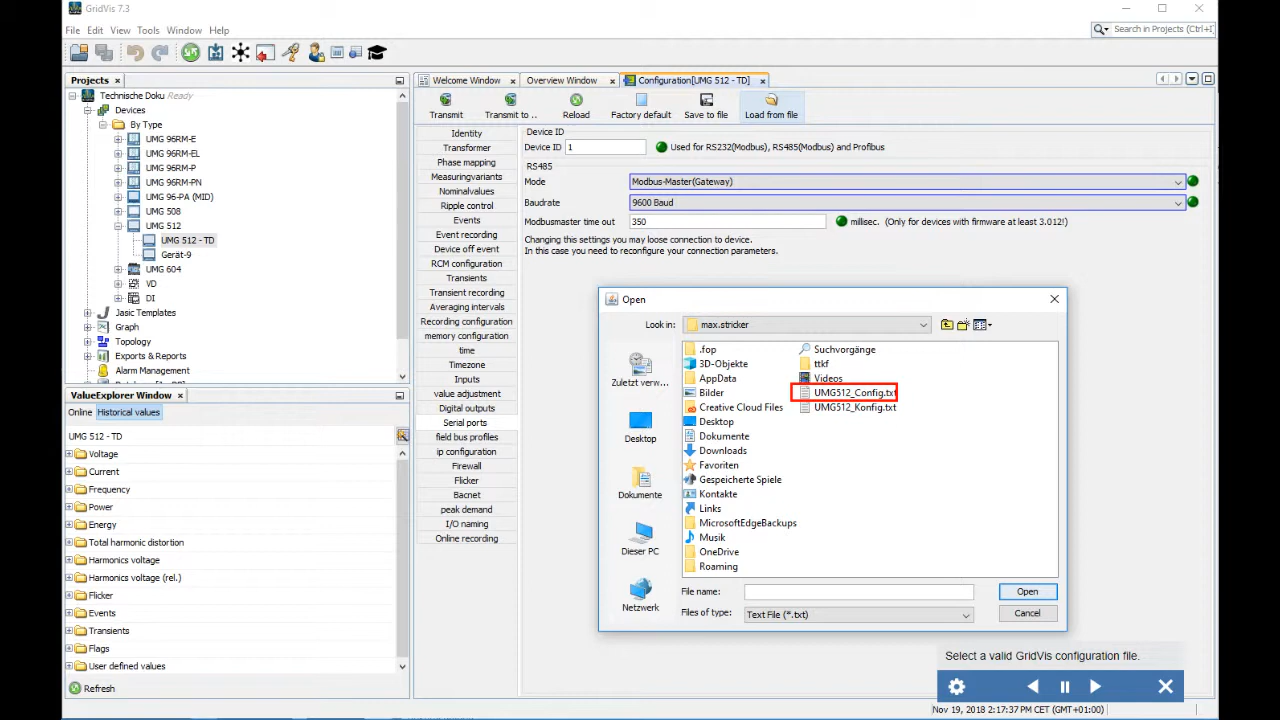 GridVis 7.3
File Edit View Tools Window Help
Search in Projects (Ctrl+I)
Projects
Technische Doku Ready
Devices
By Type
UMG 96RM-E
UMG 96RM-EL
UMG 96RM-P
UMG 96RM-PN
UMG 96-PA (MID)
UMG 508
UMG 512
UMG 512 - TD
Gerät-9
UMG 604
VD
DI
Jasic Templates
Graph
Topology
Exports & Reports
ValueExplorer Window
Online Historical values
UMG 512 - TD
Voltage
Current
Frequency
Power
Energy
Total harmonic distortion
Harmonics voltage
Harmonics voltage (rel.)
Flicker
Events
Transients
Flags
User defined values
Refresh
Welcome Window Overview Window Configuration[UMG 512 - TD]
Transmit Transmit to .. Reload Factory default Save to file Load from file
Identity
Transformer
Phase mapping
Measuringvariants
Nominalvalues
Ripple control
Events
Event recording
Device off event
RCM configuration
Transients
Transient recording
Averaging intervals
Recording configuration
memory configuration
time
Timezone
Inputs
value adjustment
Digital outputs
Serial ports
field bus profiles
ip configuration
Firewall
Flicker
Bacnet
peak demand
I/O naming
Online recording
Device ID
Device ID 1 Used for RS232(Modbus), RS485(Modbus) and Profibus
RS485
Mode Modbus-Master(Gateway)
Baudrate 9600 Baud
Modbusmaster time out 350 millisec. (Only for devices with firmware at least 3.012!)
Changing this settings you may loose connection to device.
In this case you need to reconfigure your connection parameters.
Open
Look in: max.stricker
Zuletzt verw...
Desktop
Dokumente
Dieser PC
Netzwerk
.fop
3D-Objekte
AppData
Bilder
Creative Cloud Files
Desktop
Dokumente
Downloads
Favoriten
Gespeicherte Spiele
Kontakte
Links
MicrosoftEdgeBackups
Musik
OneDrive
Roaming
Suchvorgänge
ttkf
Videos
UMG512_Config.txt
UMG512_Konfig.txt
File name: Open
Files of type: Text File (*.txt) Cancel
Select a valid GridVis configuration file.
Nov 19, 2018 2:17:37 PM CET (GMT+01:00)